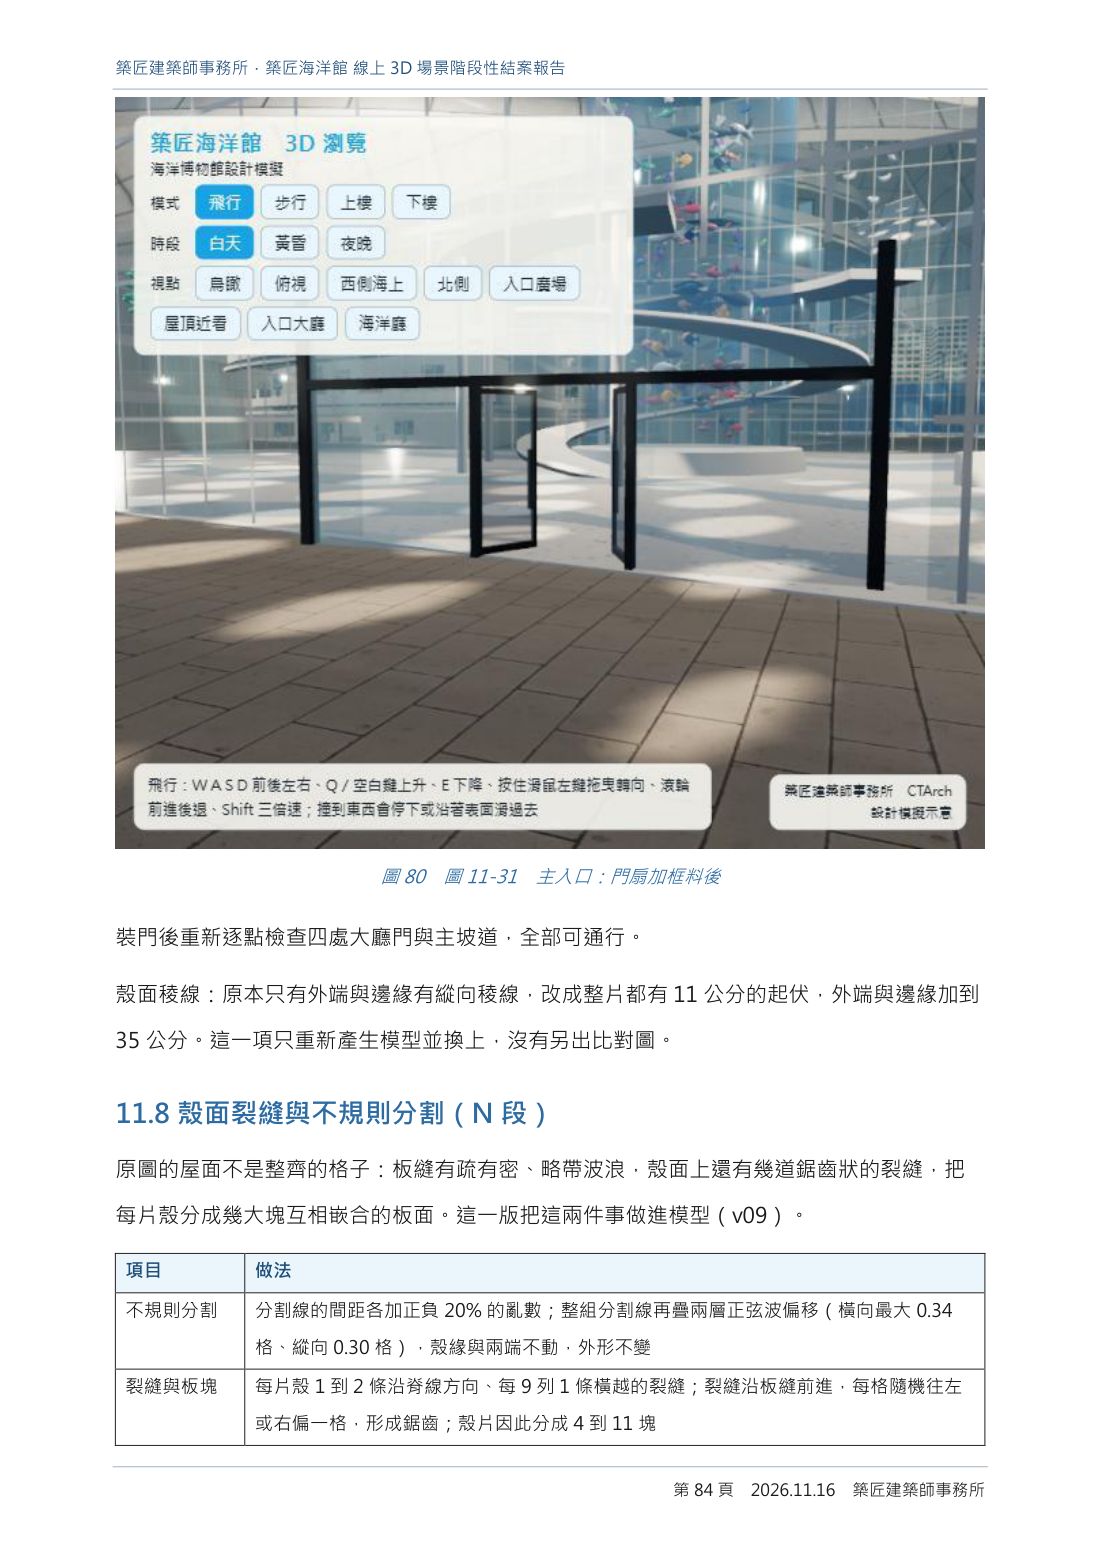 築匠建築師事務所．築匠海洋館 線上 3D 場景階段性結案報告
築匠海洋館　3D 瀏覽
海洋博物館設計模擬
模式 飛行 步行 上樓 下樓
時段 白天 黃昏 夜晚
視點 鳥瞰 俯視 西側海上 北側 入口廣場
屋頂近看 入口大廳 海洋廳
飛行：W A S D 前後左右、Q / 空白鍵上升、E 下降、按住滑鼠左鍵拖曳轉向、滾輪
前進後退、Shift 三倍速；撞到東西會停下或沿著表面滑過去
築匠建築師事務所　CTArch
設計模擬示意
圖 80　圖 11-31　主入口：門扇加框料後
裝門後重新逐點檢查四處大廳門與主坡道，全部可通行。
殼面稜線：原本只有外端與邊緣有縱向稜線，改成整片都有 11 公分的起伏，外端與邊緣加到
35 公分。這一項只重新產生模型並換上，沒有另出比對圖。
11.8 殼面裂縫與不規則分割（N 段）
原圖的屋面不是整齊的格子：板縫有疏有密、略帶波浪，殼面上還有幾道鋸齒狀的裂縫，把
每片殼分成幾大塊互相嵌合的板面。這一版把這兩件事做進模型（v09）。
項目 做法
不規則分割 分割線的間距各加正負 20% 的亂數；整組分割線再疊兩層正弦波偏移（橫向最大 0.34
格、縱向 0.30 格），殼緣與兩端不動，外形不變
裂縫與板塊 每片殼 1 到 2 條沿脊線方向、每 9 列 1 條橫越的裂縫；裂縫沿板縫前進，每格隨機往左
或右偏一格，形成鋸齒；殼片因此分成 4 到 11 塊
第 84 頁　2026.11.16　築匠建築師事務所